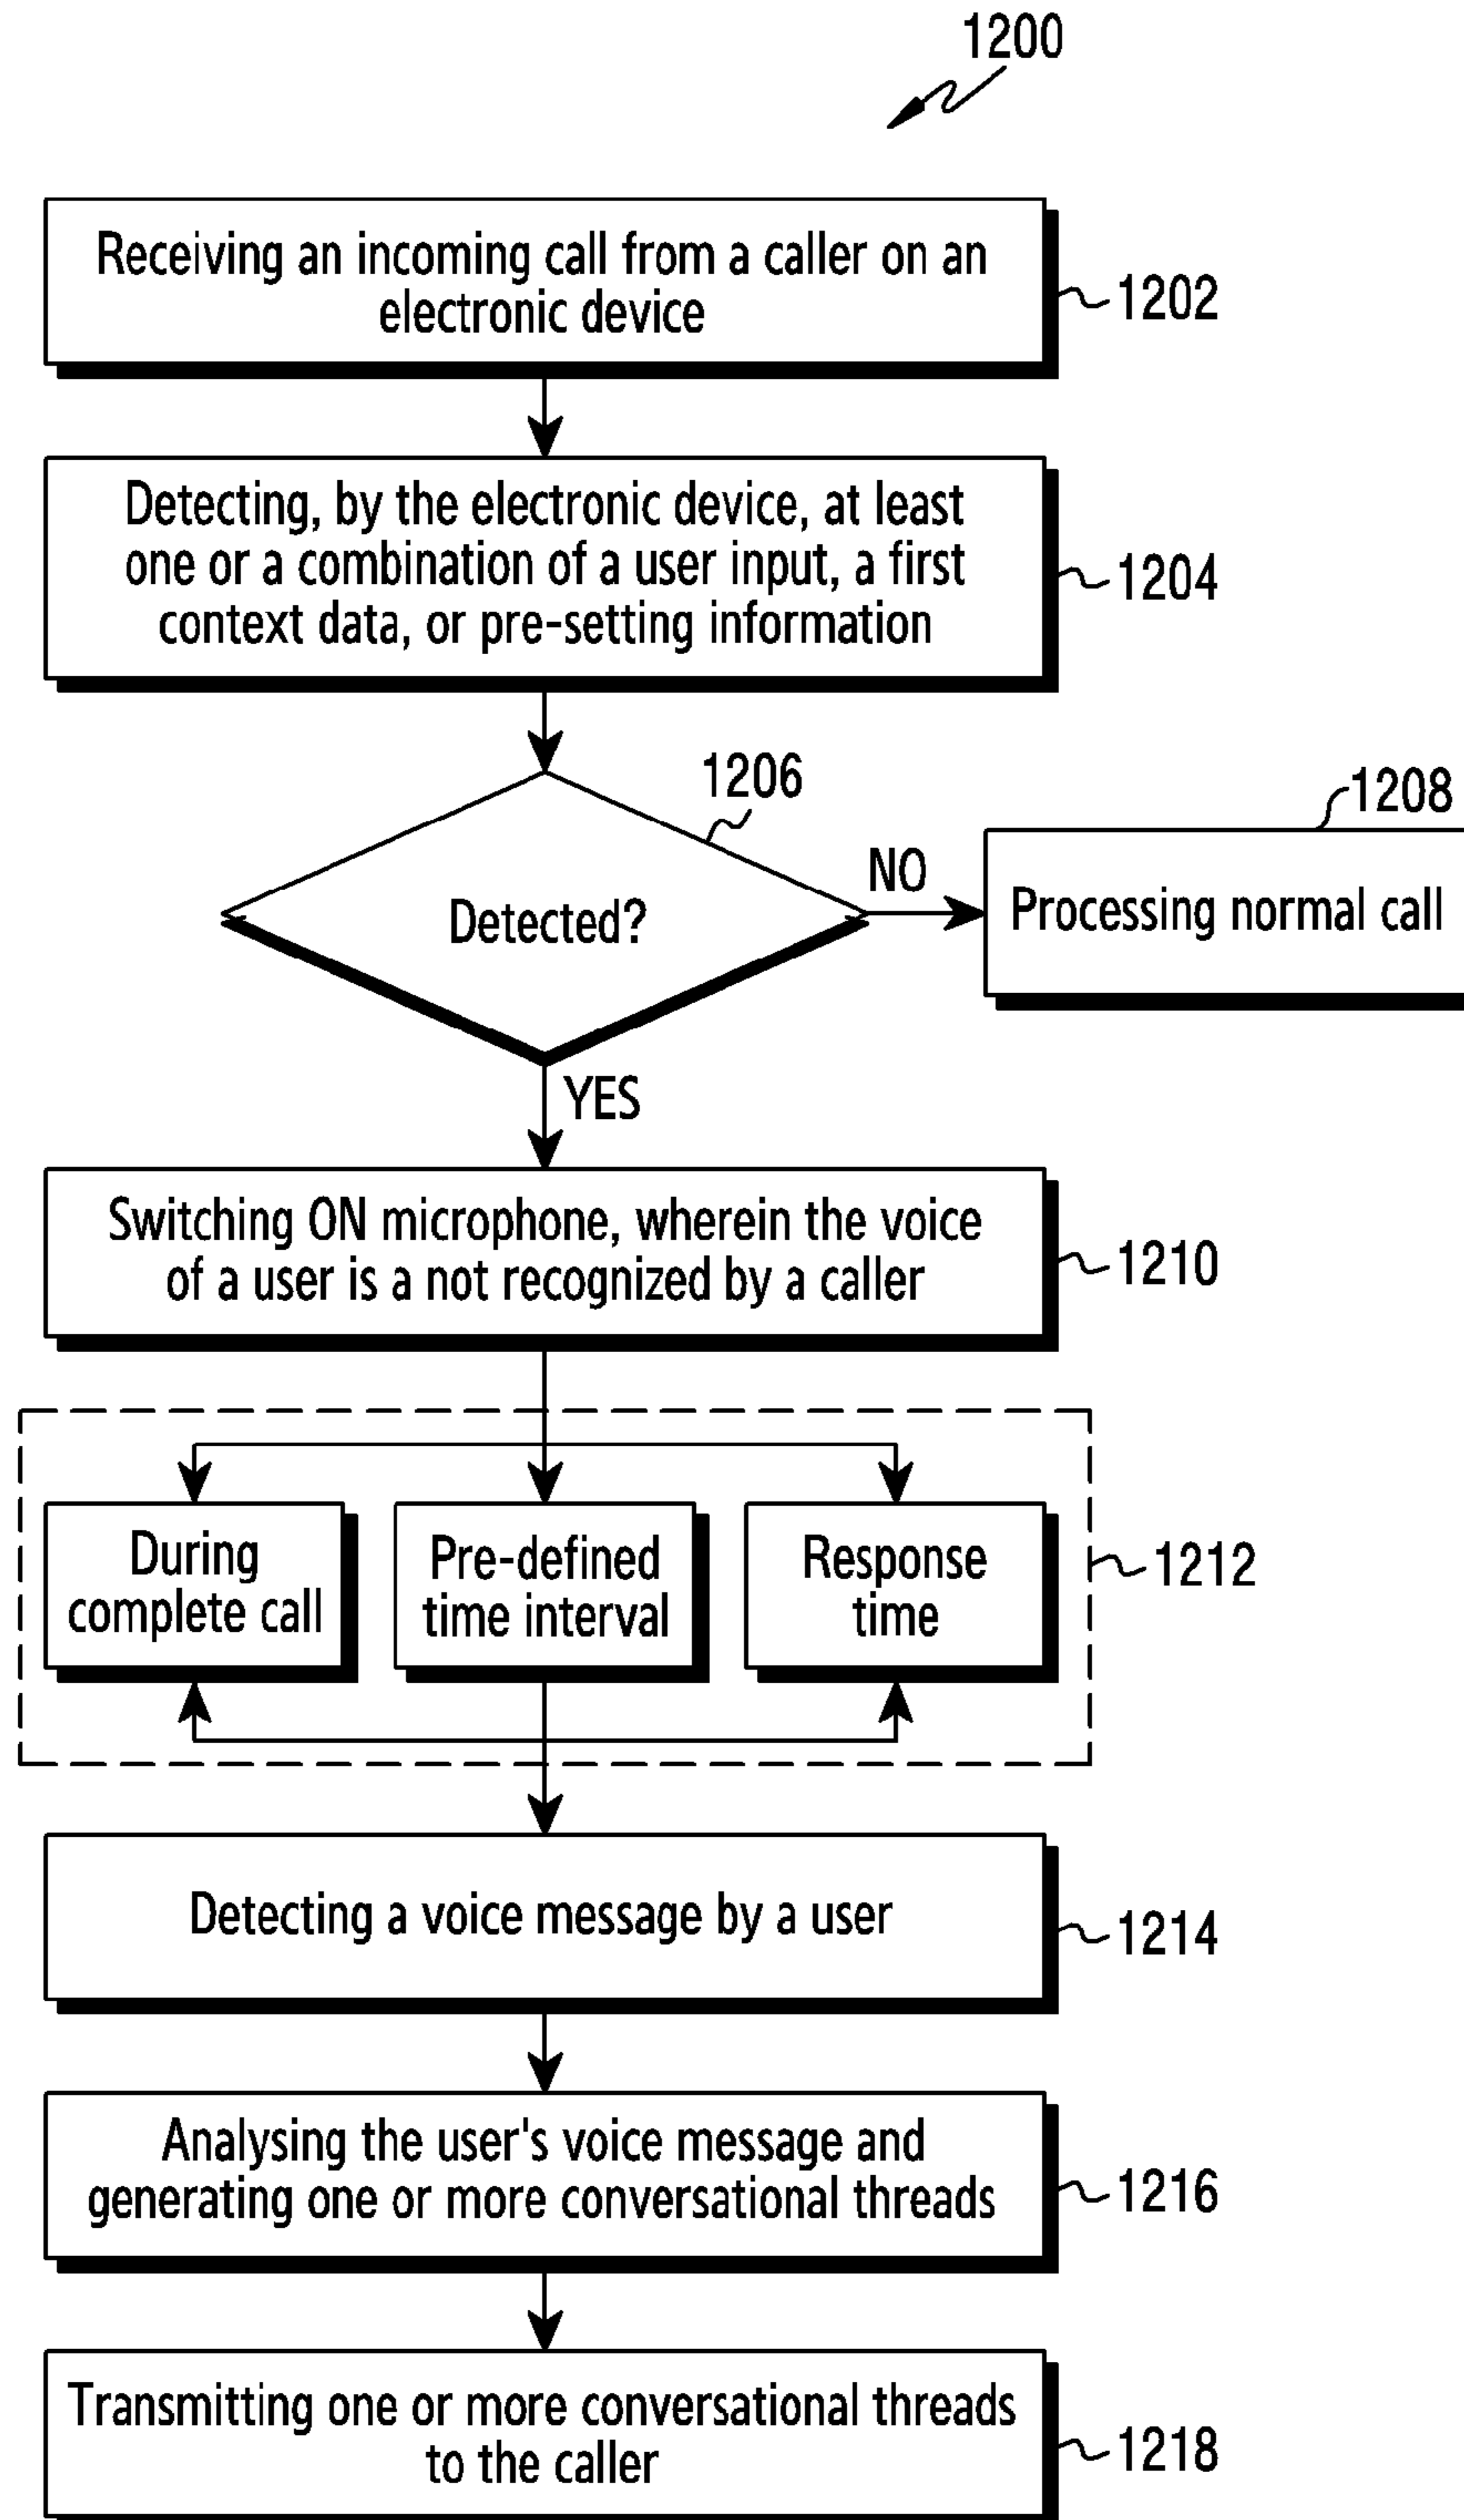 1200
Receiving an incoming call from a caller on an
electronic device
1202
Detecting, by the electronic device, at least
one or a combination of a user input, a first
context data, or pre-setting information
1204
1206
Detected?
NO
1208
Processing normal call
YES
Switching ON microphone, wherein the voice
of a user is a not recognized by a caller
1210
During
complete call
Pre-defined
time interval
Response
time
1212
Detecting a voice message by a user
1214
Analysing the user's voice message and
generating one or more conversational threads
1216
Transmitting one or more conversational threads
to the caller
1218